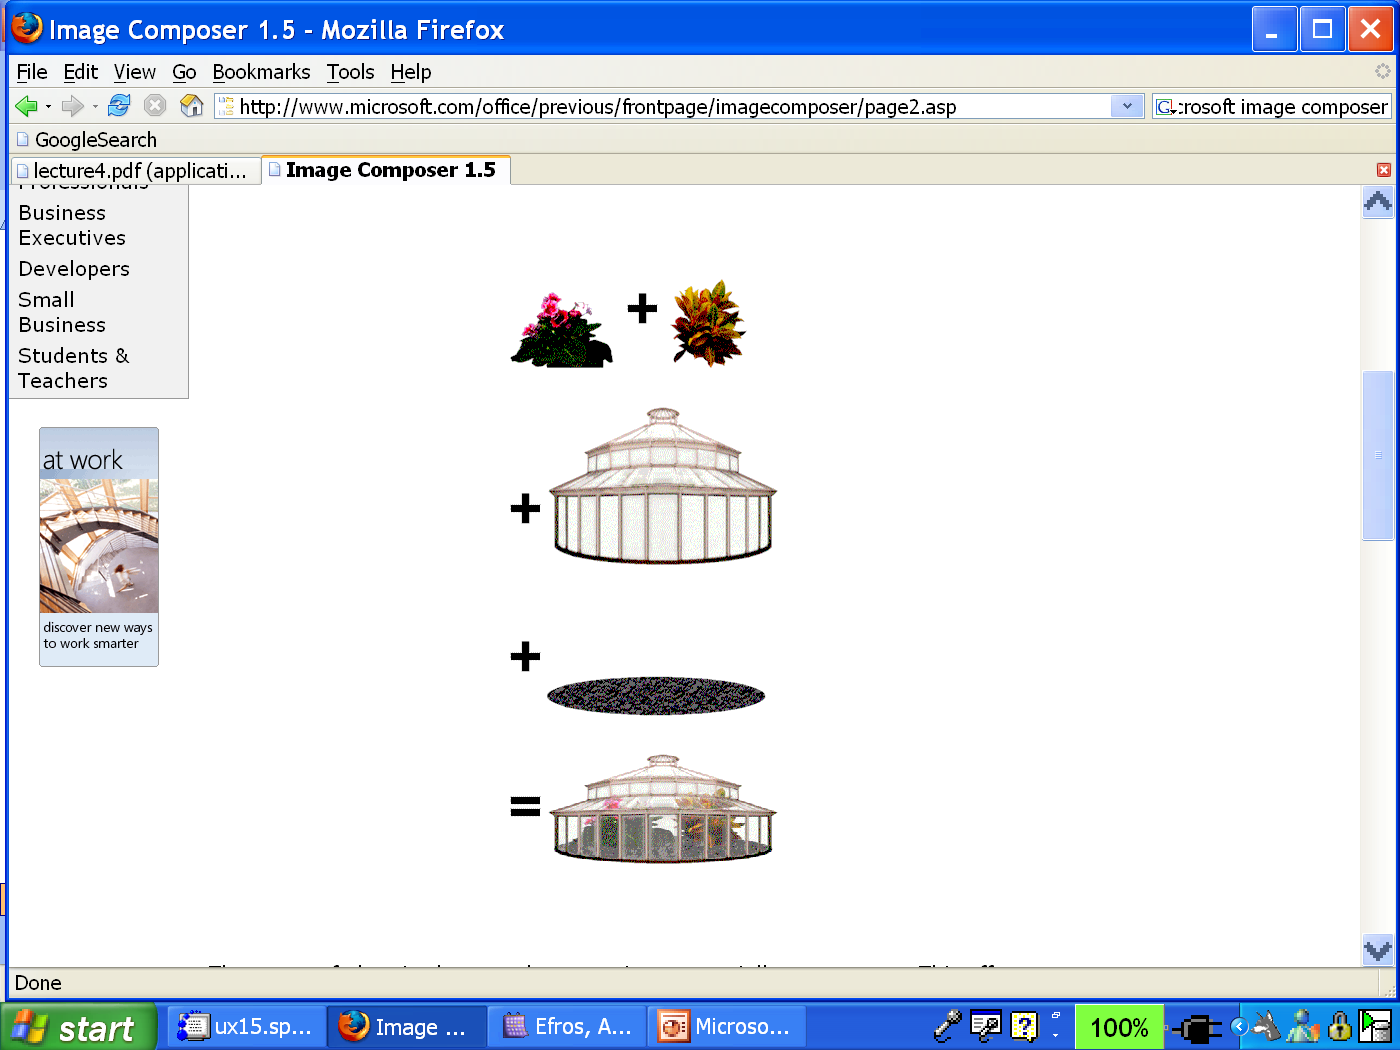 Image Composer 1.5 - Mozilla Firefox
File Edit View Go Bookmarks Tools Help
http://www.microsoft.com/office/previous/frontpage/imagecomposer/page2.asp
crosoft image composer
GoogleSearch
lecture4.pdf (applicati...
Image Composer 1.5
Professionals
Business
Executives
Developers
Small
Business
Students &
Teachers
+
+
+
=
at work
discover new ways
to work smarter
Done
start
ux15.sp...
Image ...
Efros, A...
Microso...
100%